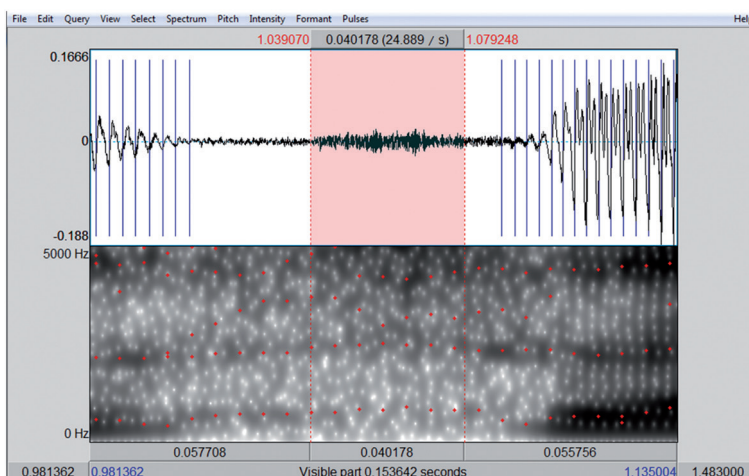 File Edit Query View Select Spectrum Pitch Intensity Formant Pulses Hel
1.039070 0.040178 (24.889 / s) 1.079248
0.1666
0
-0.188
5000 Hz
0 Hz
0.057708 0.040178 0.055756
0.981362 0.981362 Visible part 0.153642 seconds 1.135004 1.483000